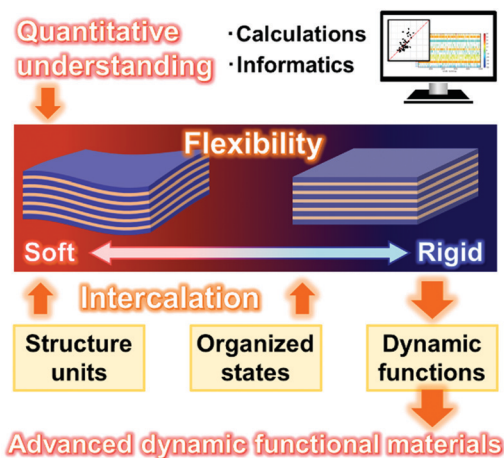 Quantitative
understanding
·Calculations
·Informatics
Flexibility
Soft
Rigid
Intercalation
Structure
units
Organized
states
Dynamic
functions
Advanced dynamic functional materials